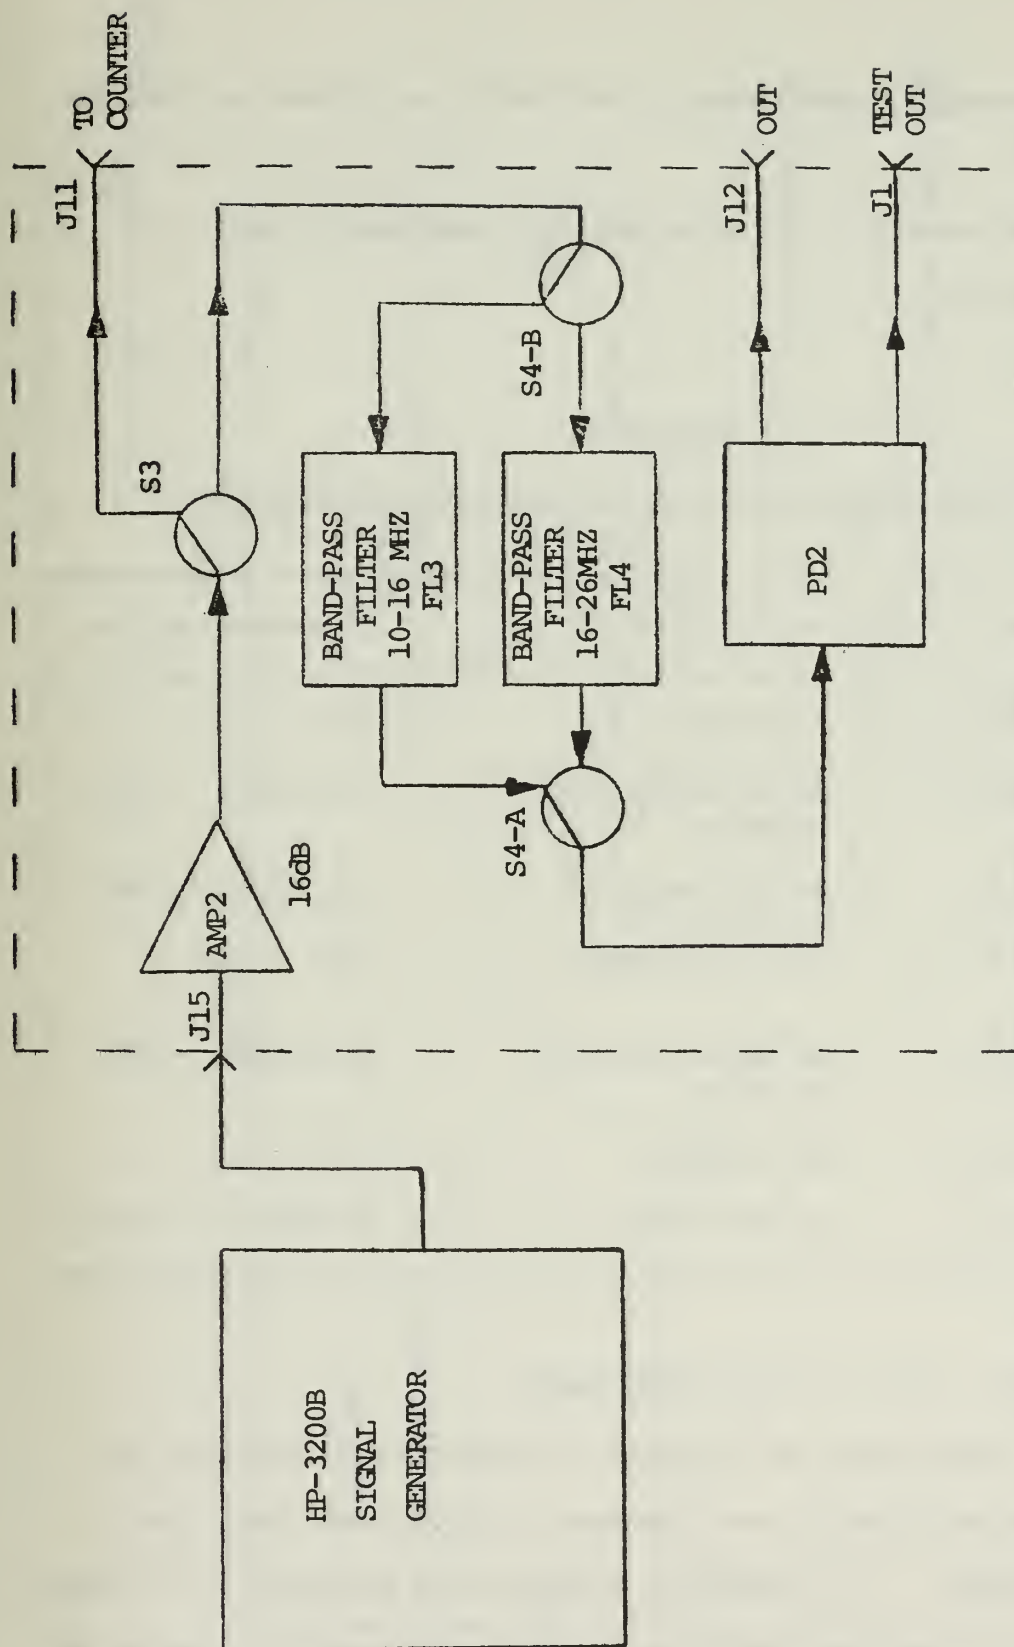 HP-3200B
SIGNAL
GENERATOR
J15
AMP2
16dB
S3
J11
TO
COUNTER
BAND-PASS
FILTER
10-16 MHZ
FL3
S4-B
BAND-PASS
FILTER
16-26MHZ
FL4
S4-A
PD2
J12
OUT
J1
TEST
OUT